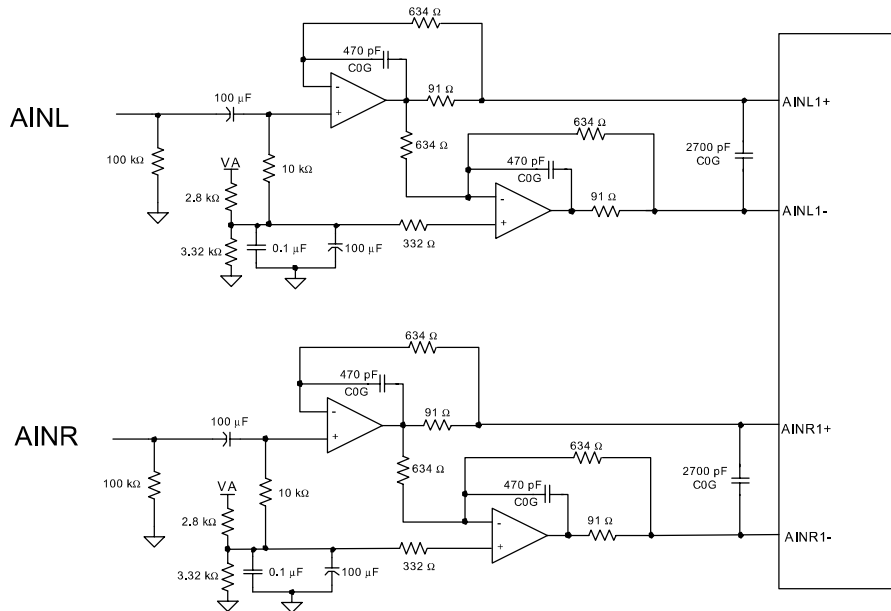 634 Ω
470 pF
C0G
91 Ω
AINL1+
100 µF
AINL
634 Ω
634 Ω
470 pF
C0G
2700 pF
C0G
100 kΩ
VA
10 kΩ
2.8 kΩ
91 Ω
AINL1-
332 Ω
3.32 kΩ
0.1 µF
100 µF
634 Ω
470 pF
C0G
91 Ω
AINR1+
100 µF
AINR
634 Ω
634 Ω
470 pF
C0G
2700 pF
C0G
100 kΩ
VA
10 kΩ
2.8 kΩ
91 Ω
AINR1-
332 Ω
3.32 kΩ
0.1 µF
100 µF